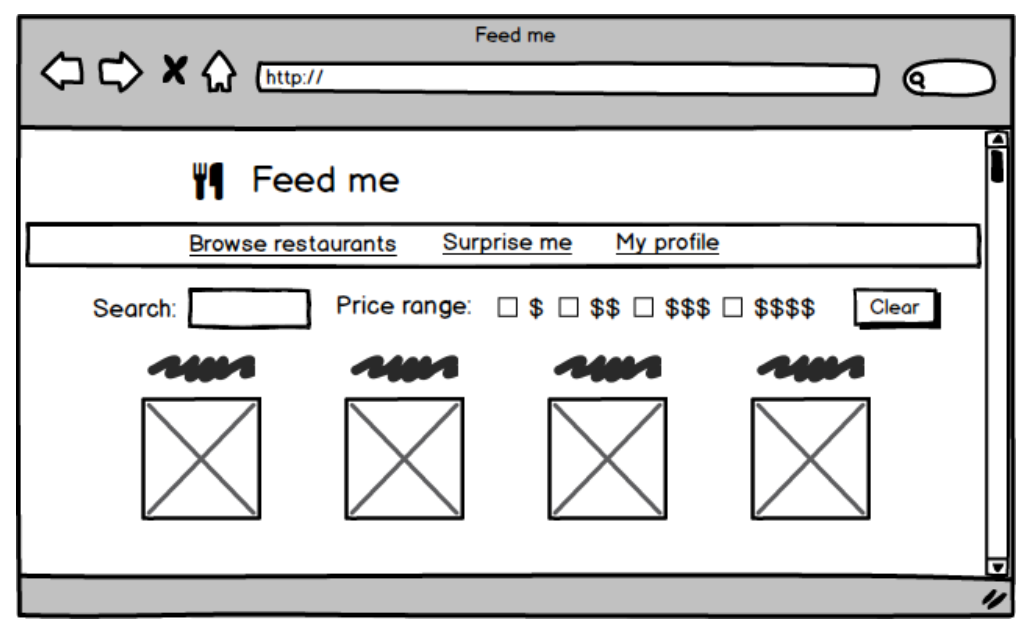 Feed me
http://
Feed me
Browse restaurants Surprise me My profile
Search: Price range: $ $$ $$$ $$$$ Clear